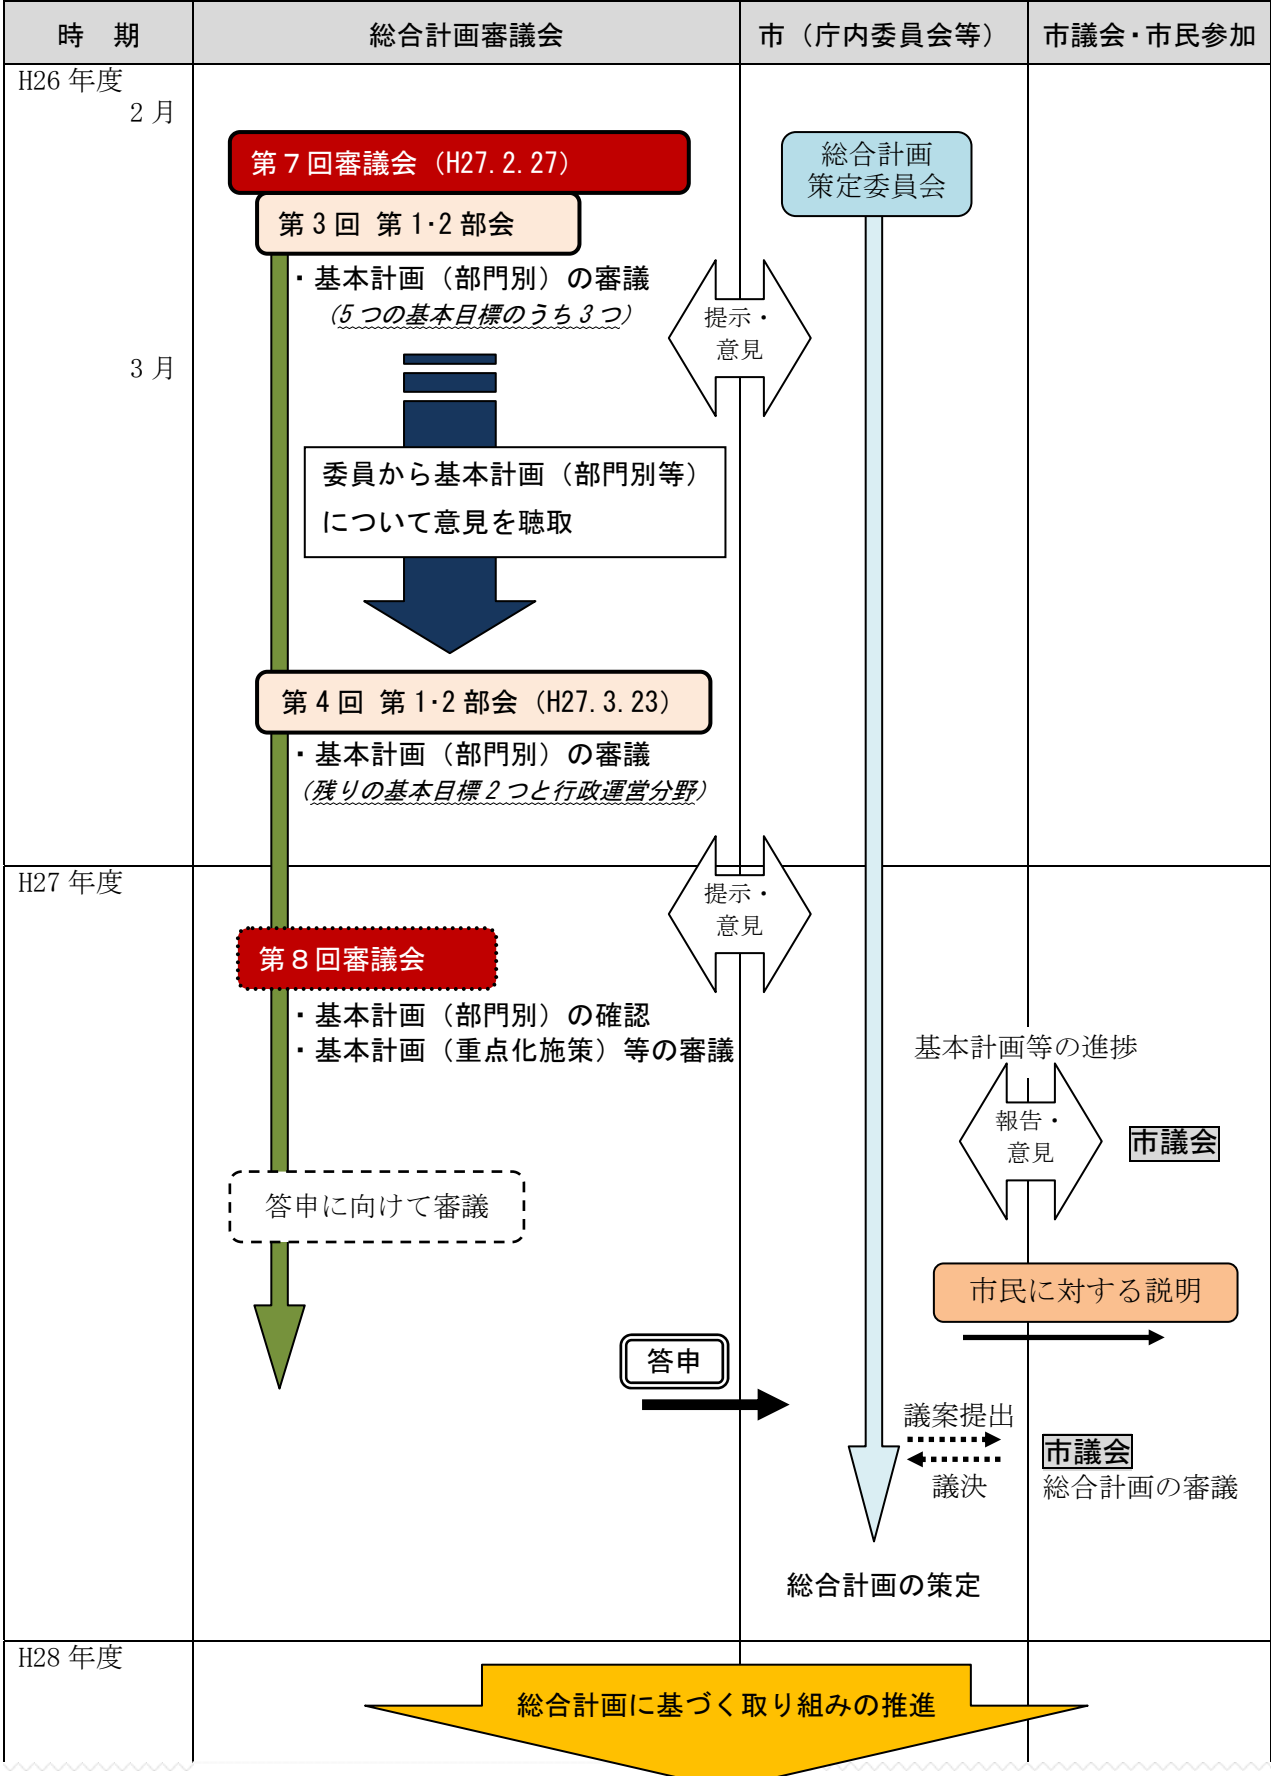 時　期
総合計画審議会
市（庁内委員会等）
市議会・市民参加
H26 年度
2 月
第７回審議会（H27.2.27）
第 3 回 第 1・2 部会
・基本計画（部門別）の審議
（5 つの基本目標のうち 3 つ）
総合計画
策定委員会
提示・
意見
3 月
委員から基本計画（部門別等）
について意見を聴取
第 4 回 第 1・2 部会（H27.3.23）
・基本計画（部門別）の審議
（残りの基本目標 2 つと行政運営分野）
H27 年度
提示・
意見
第８回審議会
・基本計画（部門別）の確認
・基本計画（重点化施策）等の審議
基本計画等の進捗
報告・
意見
市議会
答申に向けて審議
市民に対する説明
答申
議案提出
議決
市議会
総合計画の審議
総合計画の策定
H28 年度
総合計画に基づく取り組みの推進